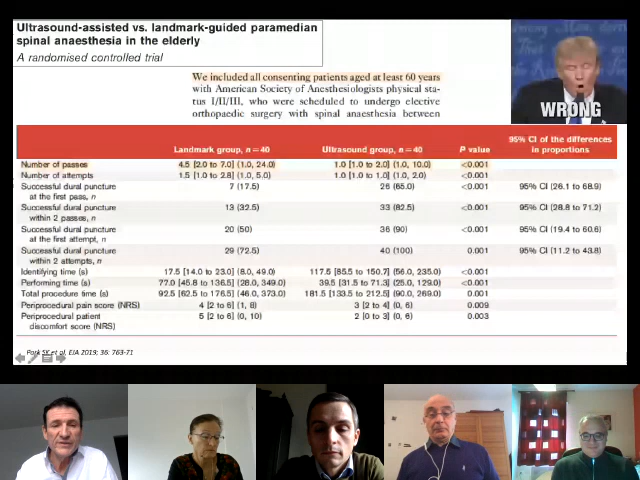 Ultrasound-assisted vs. landmark-guided paramedian
spinal anaesthesia in the elderly
A randomised controlled trial
We included all consenting patients aged at least 60 years
with American Society of Anesthesiologists physical sta-
tus I/II/III, who were scheduled to undergo elective
orthopaedic surgery with spinal anaesthesia between
WRONG
Landmark group, n = 40 Ultrasound group, n = 40 P value 95% CI of the differences in proportions
Number of passes 4.5 [2.0 to 7.0] (1.0, 24.0) 1.0 [1.0 to 2.0] (1.0, 10.0) <0.001
Number of attempts 1.5 [1.0 to 2.8] (1.0, 5.0) 1.0 [1.0 to 1.0] (1.0, 2.0) <0.001
Successful dural puncture 7 (17.5) 26 (65.0) <0.001 95% CI (26.1 to 68.9)
at the first pass, n
Successful dural puncture 13 (32.5) 33 (82.5) <0.001 95% CI (28.8 to 71.2)
within 2 passes, n
Successful dural puncture 20 (50) 36 (90) <0.001 95% CI (19.4 to 60.6)
at the first attempt, n
Successful dural puncture 29 (72.5) 40 (100) 0.001 95% CI (11.2 to 43.8)
within 2 attempts, n
Identifying time (s) 17.5 [14.0 to 23.0] (8.0, 49.0) 117.5 [85.5 to 150.7] (56.0, 235.0) <0.001
Performing time (s) 77.0 [45.8 to 136.5] (28.0, 349.0) 39.5 [31.5 to 71.3] (25.0, 129.0) <0.001
Total procedure time (s) 92.5 [62.5 to 176.5] (46.0, 373.0) 181.5 [133.5 to 212.5] (90.0, 269.0) 0.001
Periprocedural pain score (NRS) 4 [2 to 6] (1, 8) 3 [2 to 4] (0, 6) 0.009
Periprocedural patient 5 [2 to 6] (0, 10) 2 [0 to 3] (0, 6) 0.003
discomfort score (NRS)
Park SK et al, EJA 2019; 36: 763-71